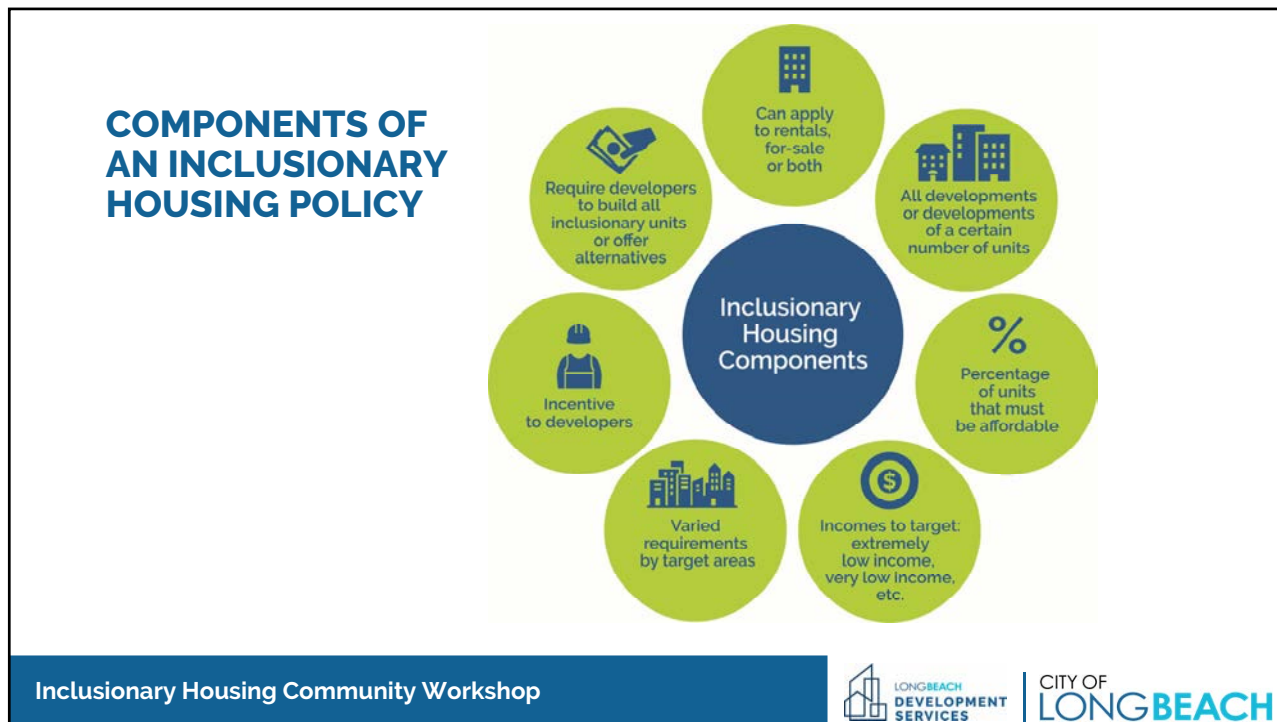 COMPONENTS OF
AN INCLUSIONARY
HOUSING POLICY
Can apply
to rentals,
for-sale
or both
All developments
or developments
of a certain
number of units
%
Percentage
of units
that must
be affordable
$
Incomes to target:
extremely
low income,
very low income,
etc.
Varied
requirements
by target areas
Incentive
to developers
Require developers
to build all
inclusionary units
or offer
alternatives
Inclusionary
Housing
Components
Inclusionary Housing Community Workshop
LONGBEACH
DEVELOPMENT
SERVICES
CITY OF
LONGBEACH